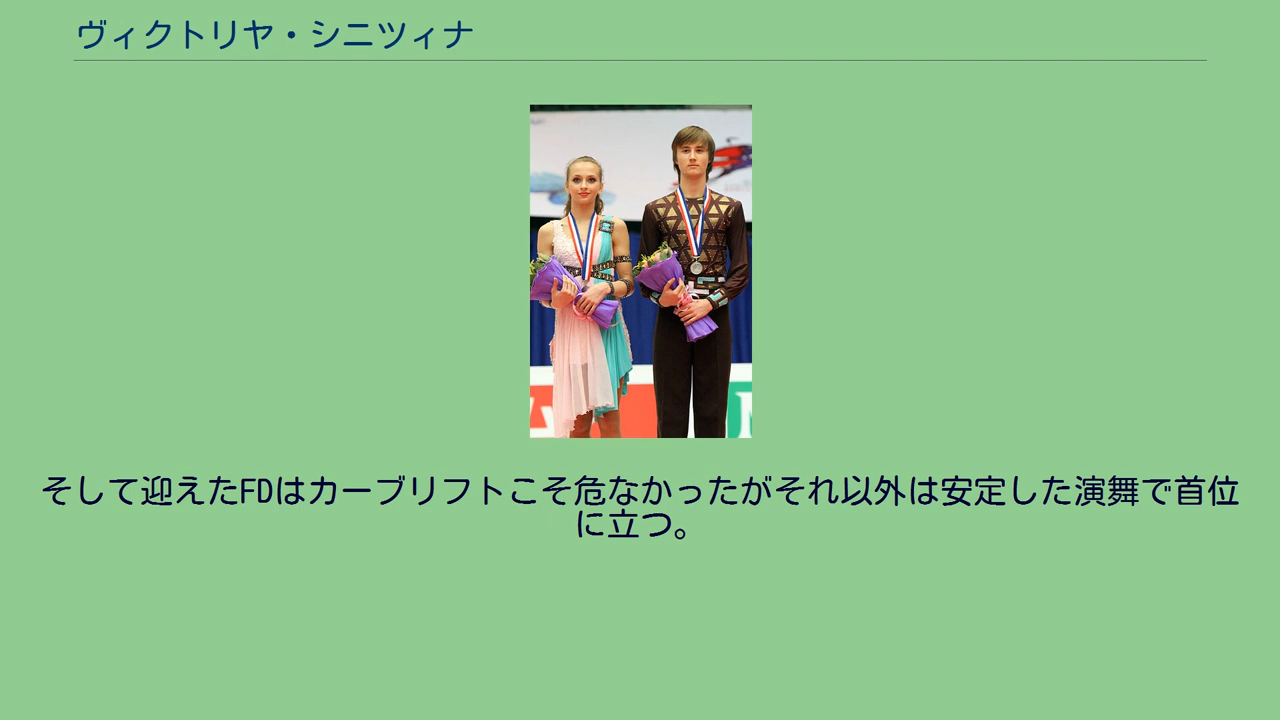 ヴィクトリヤ・シニツィナ
そして迎えたFDはカーブリフトこそ危なかったがそれ以外は安定した演舞で首位
に立つ。